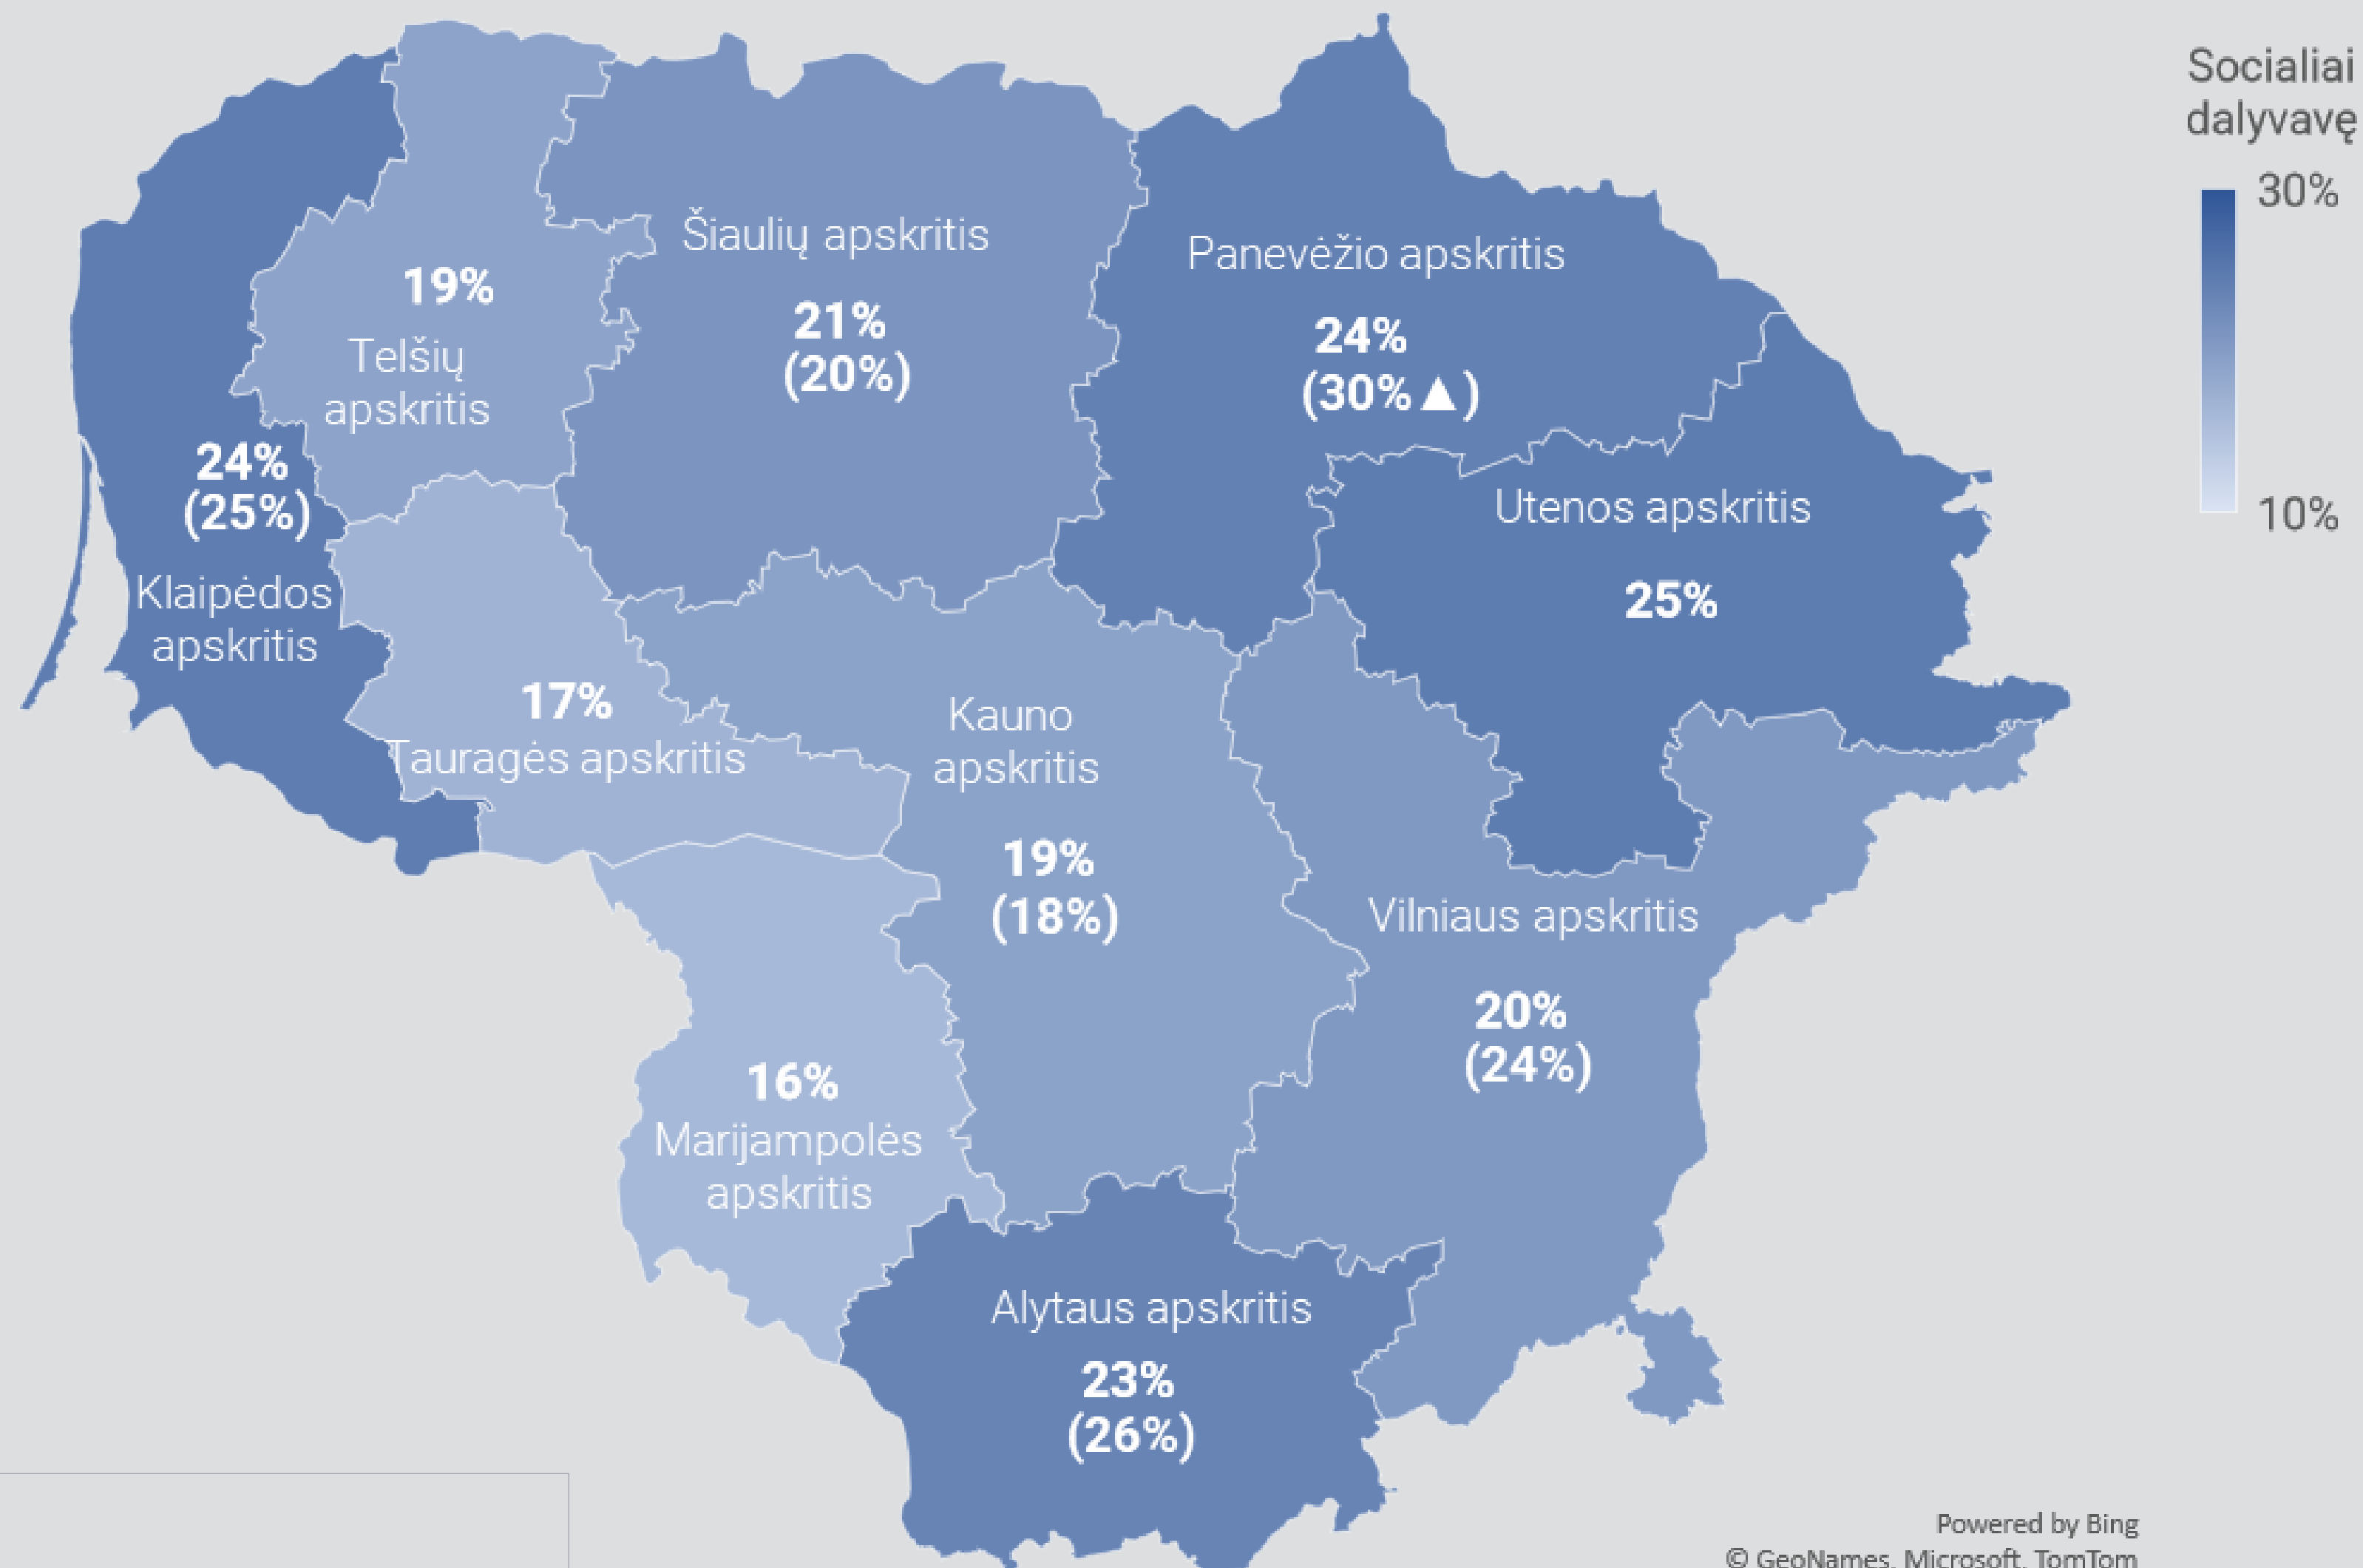 Socialiai
dalyvavę
30%
10%
Šiaulių apskritis
21%
(20%)
Panevėžio apskritis
24%
(30%▲)
19%
Telšių
apskritis
24%
(25%)
Klaipėdos
apskritis
Utenos apskritis
25%
17%
Tauragės apskritis
Kauno
apskritis
19%
(18%)
Vilniaus apskritis
20%
(24%)
16%
Marijampolės
apskritis
Alytaus apskritis
23%
(26%)
Powered by Bing
© GeoNames, Microsoft, TomTom